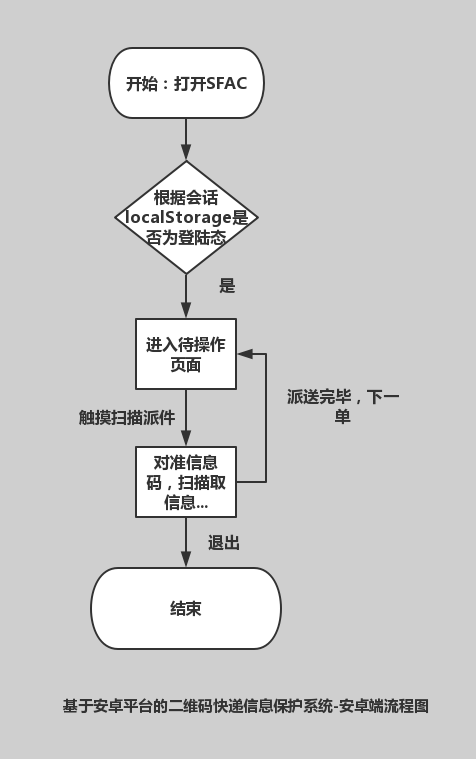 开始：打开SFAC
根据会话
localStorage是
否为登陆态
是
进入待操作
页面
触摸扫描派件
派送完毕，下一
单
对准信息
码，扫描取
信息...
退出
结束
基于安卓平台的二维码快递信息保护系统-安卓端流程图